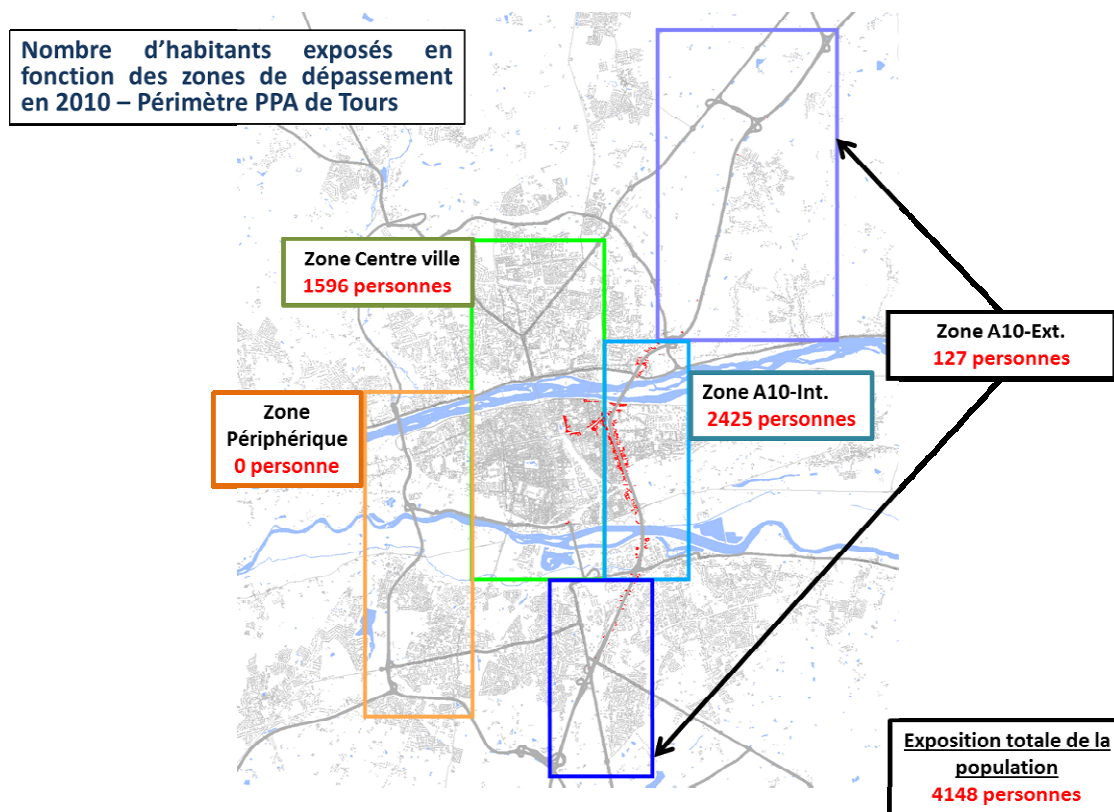 Nombre d’habitants exposés en
fonction des zones de dépassement
en 2010 – Périmètre PPA de Tours
Zone Centre ville
1596 personnes
Zone A10-Ext.
127 personnes
Zone A10-Int.
2425 personnes
Zone
Périphérique
0 personne
Exposition totale de la
population
4148 personnes